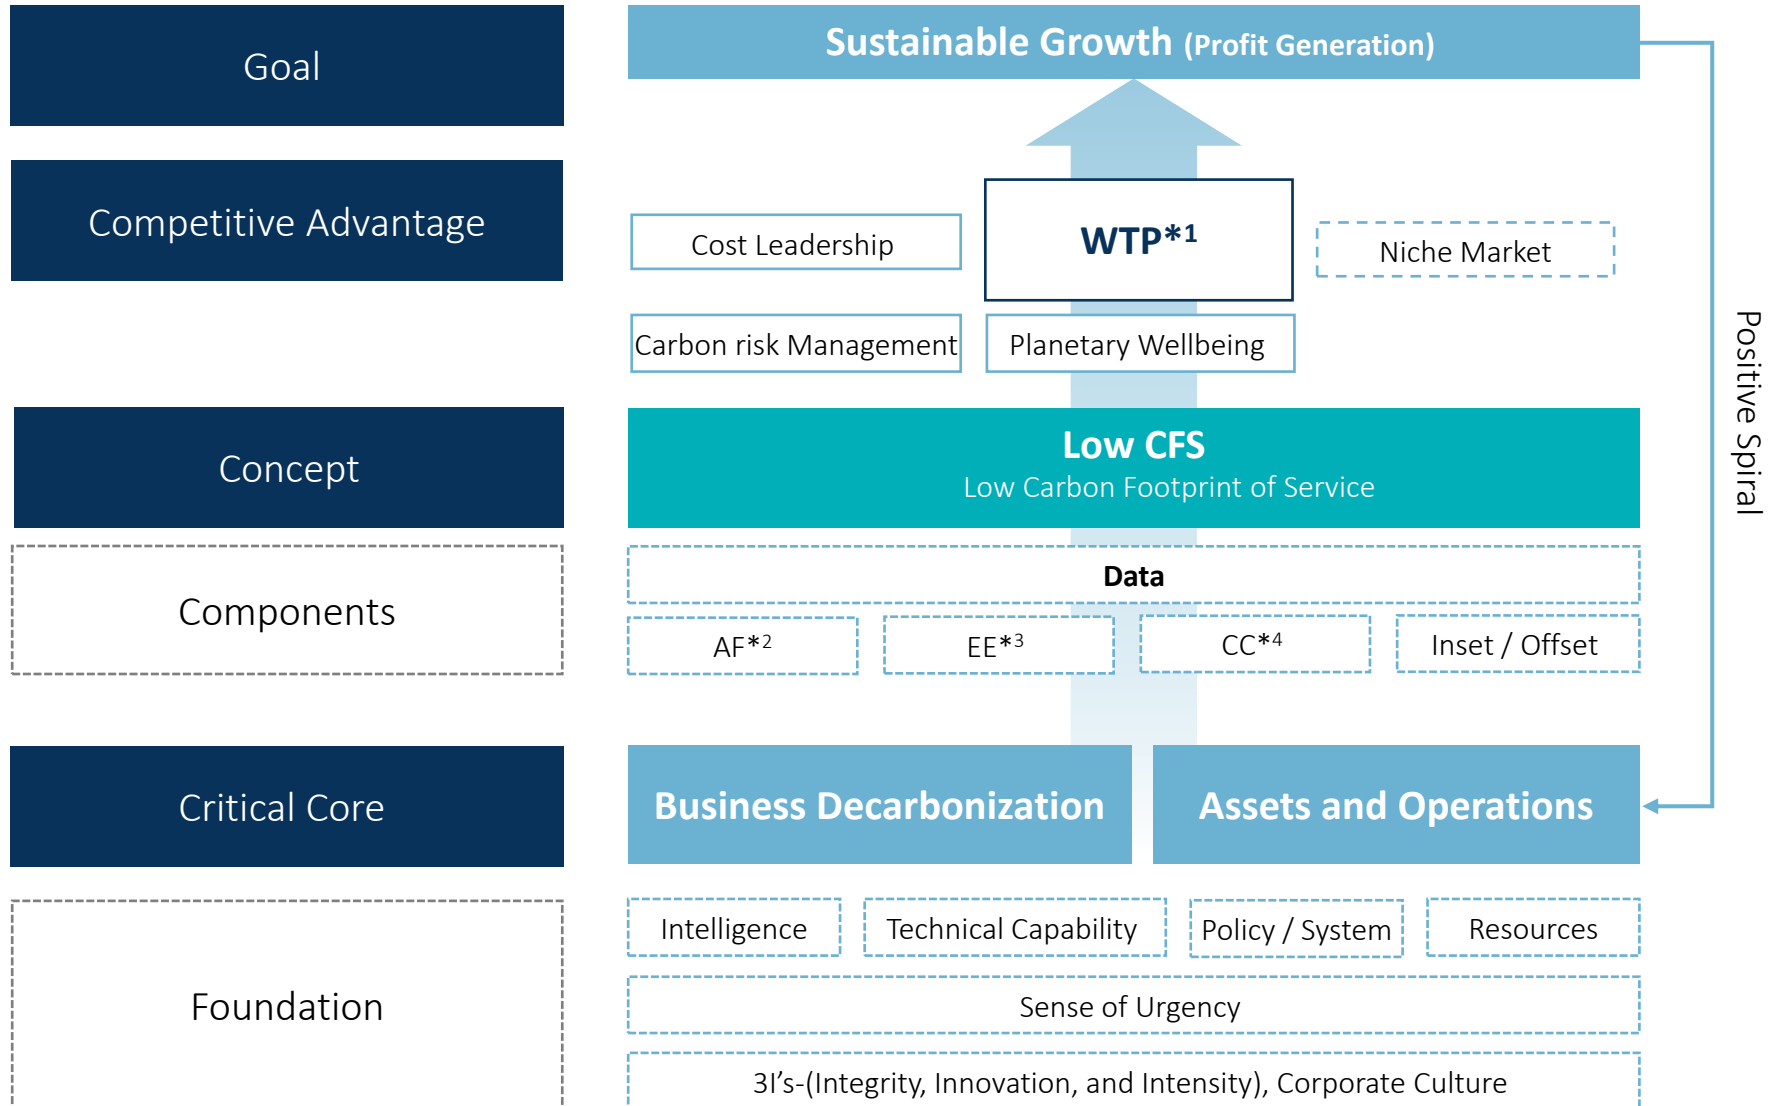 Goal
Sustainable Growth (Profit Generation)
Competitive Advantage
Cost Leadership
WTP*1
Niche Market
Carbon risk Management
Planetary Wellbeing
Positive Spiral
Concept
Low CFS
Low Carbon Footprint of Service
Components
Data
AF*2
EE*3
CC*4
Inset / Offset
Critical Core
Business Decarbonization
Assets and Operations
Foundation
Intelligence
Technical Capability
Policy / System
Resources
Sense of Urgency
3I’s-(Integrity, Innovation, and Intensity), Corporate Culture